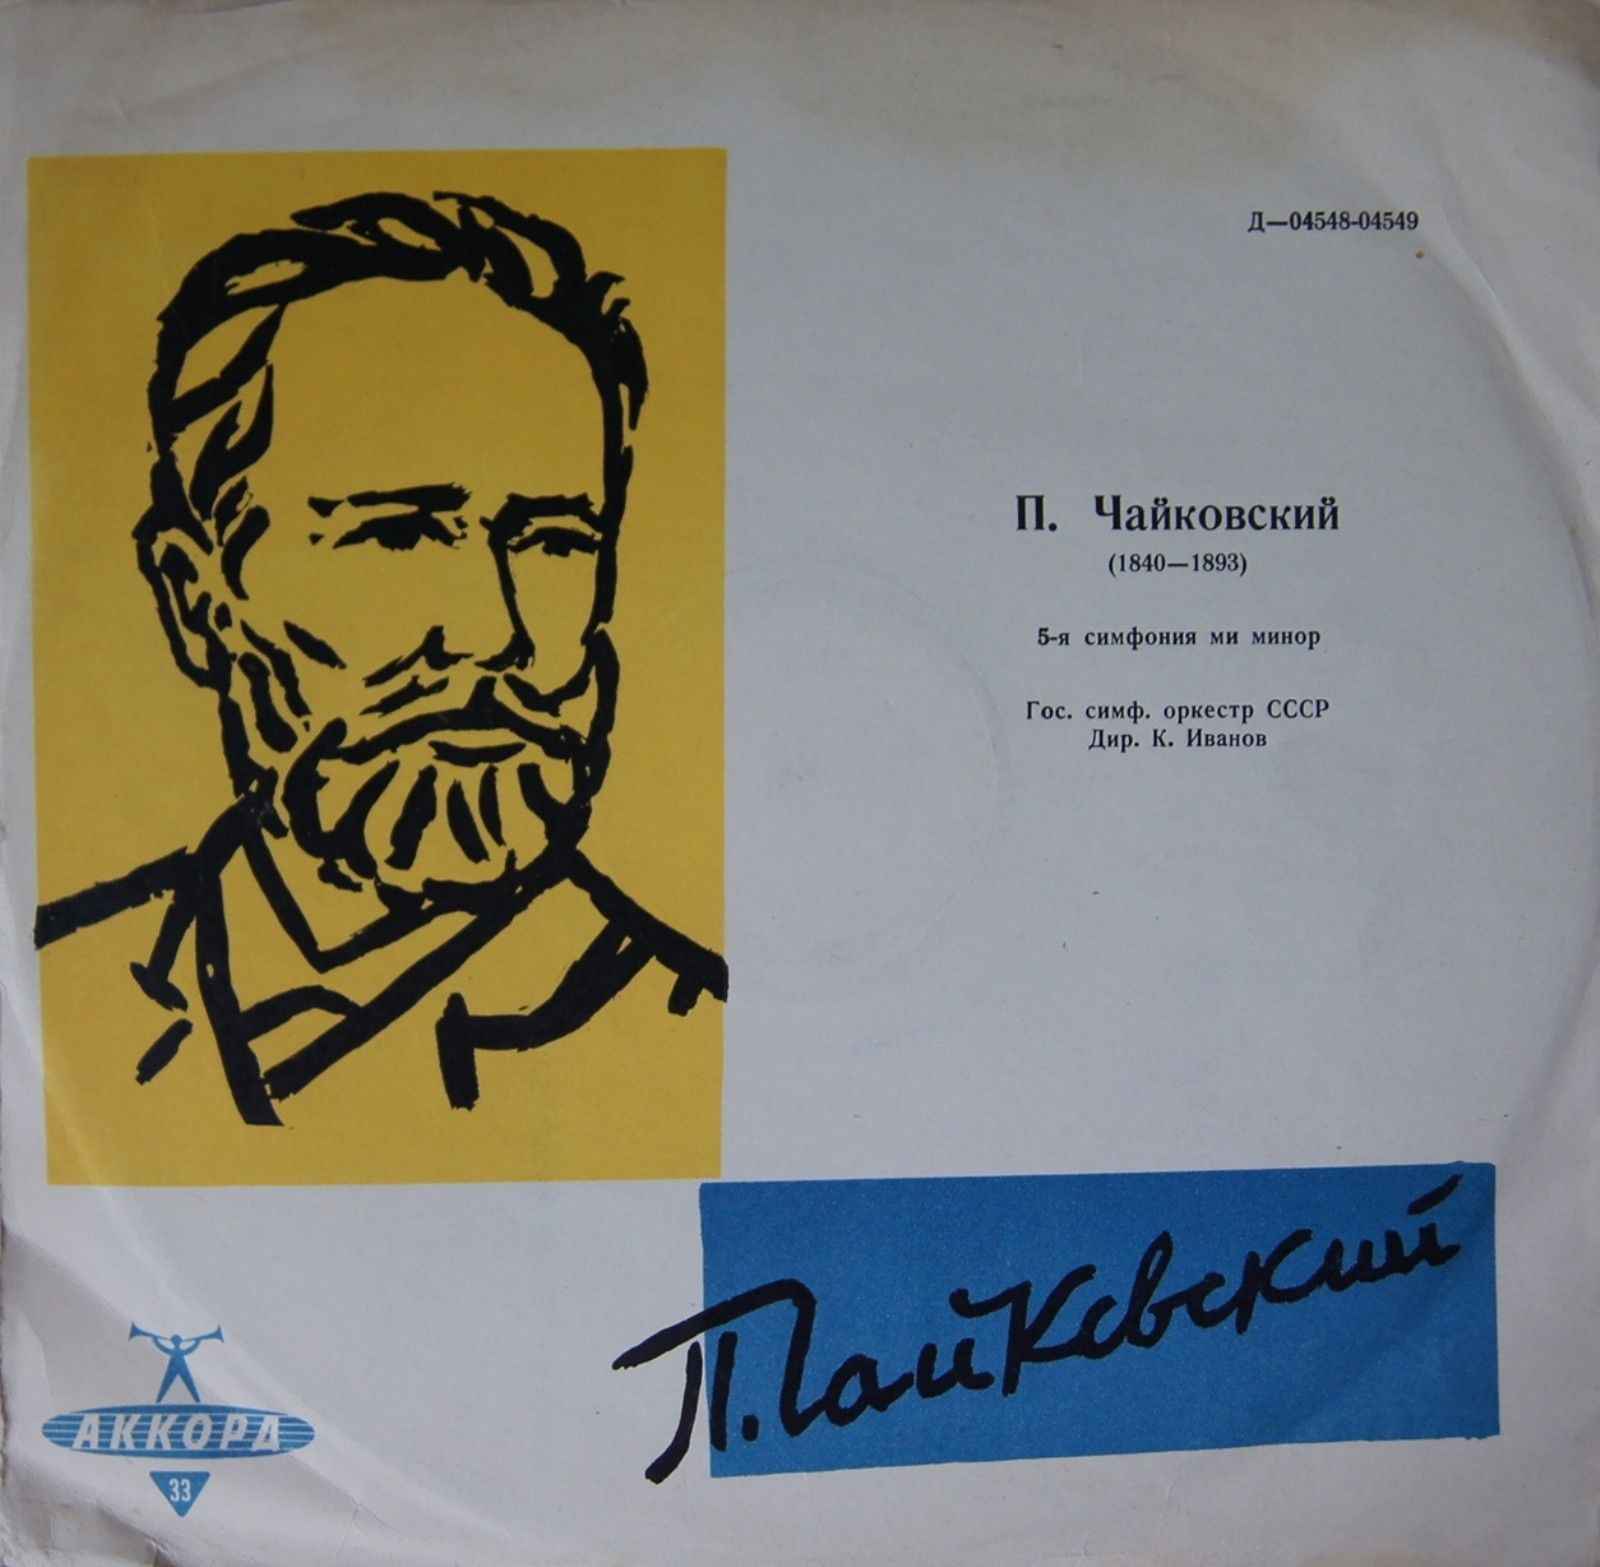 Д—04548-04549
П. Чайковский
(1840—1893)
5-я симфония ми минор
Гос. симф. оркестр СССР
Дир. К. Иванов
П. Чайковский
АККОРД
33